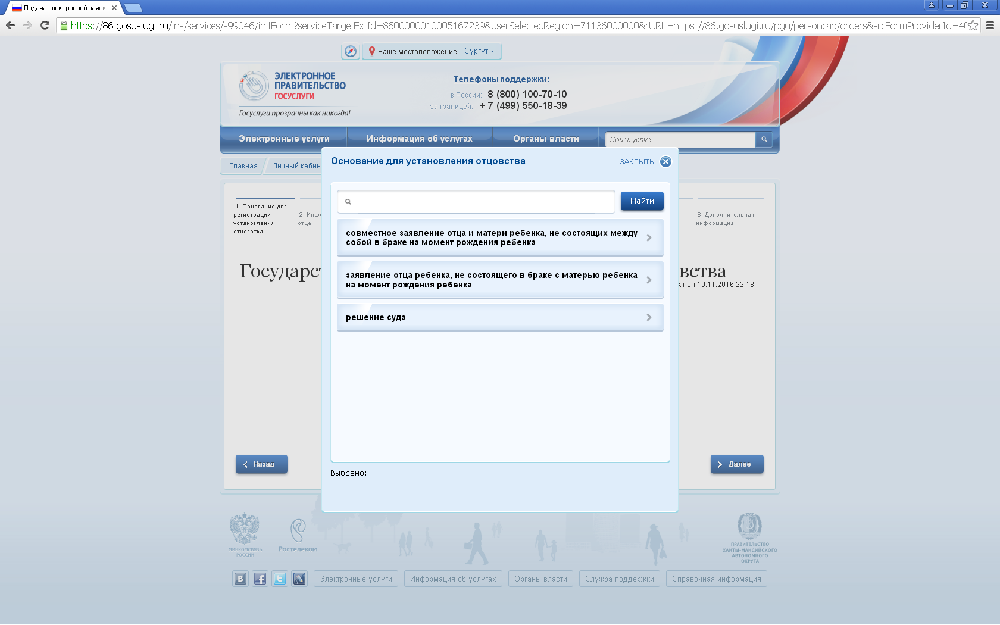 Подача электронной заявк
https://86.gosuslugi.ru/ins/services/s99046/initForm?serviceTargetExtId=8600000010005167239&userSelectedRegion=71136000000&rURL=https://86.gosuslugi.ru/pgu/personcab/orders&srcFormProviderId=40
Ваше местоположение: Сургут
ЭЛЕКТРОННОЕ
ПРАВИТЕЛЬСТВО
ГОСУСЛУГИ
Госуслуги прозрачны как никогда!
Телефоны поддержки:
в России: 8 (800) 100-70-10
за границей: + 7 (499) 550-18-39
Электронные услуги
Информация об услугах
Органы власти
Поиск услуг
Главная
Личный кабин
Основание для установления отцовства
ЗАКРЫТЬ
Найти
совместное заявление отца и матери ребенка, не состоящих между
собой в браке на момент рождения ребенка
заявление отца ребенка, не состоящего в браке с матерью ребенка
на момент рождения ребенка
решение суда
Выбрано:
1. Основание для
регистрации
установления
отцовства
2. Инфо
отце
8. Дополнительная
информация
Государст
вства
анен 10.11.2016 22:18
Назад
Далее
МИНКОМСВЯЗЬ
РОССИИ
Ростелеком
ПРАВИТЕЛЬСТВО
ХАНТЫ-МАНСИЙСКОГО
АВТОНОМНОГО
ОКРУГА
Электронные услуги
Информация об услугах
Органы власти
Служба поддержки
Справочная информация